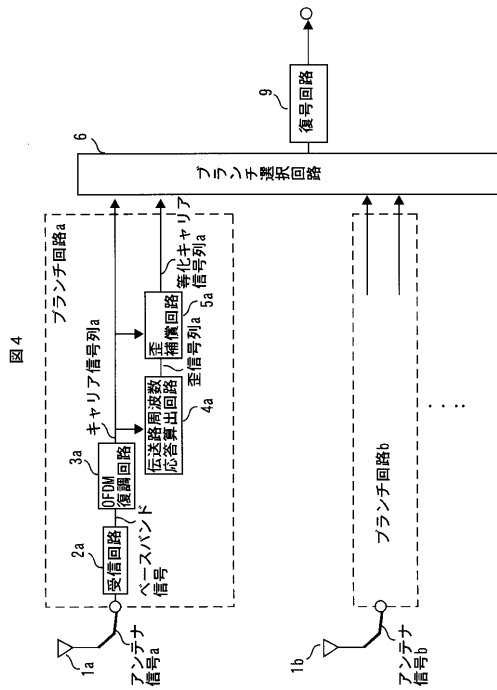 図4
ブランチ回路a
1a
アンテナ
信号a
2a
受信回路
ベースバンド
信号
3a
OFDM
復調回路
キャリア信号列a
伝送路周波数
応答算出回路
4a
歪信号列a
歪
補償回路
5a
等化キャリア
信号列a
6
ブランチ選択回路
9
復号回路
1b
アンテナ
信号b
ブランチ回路b